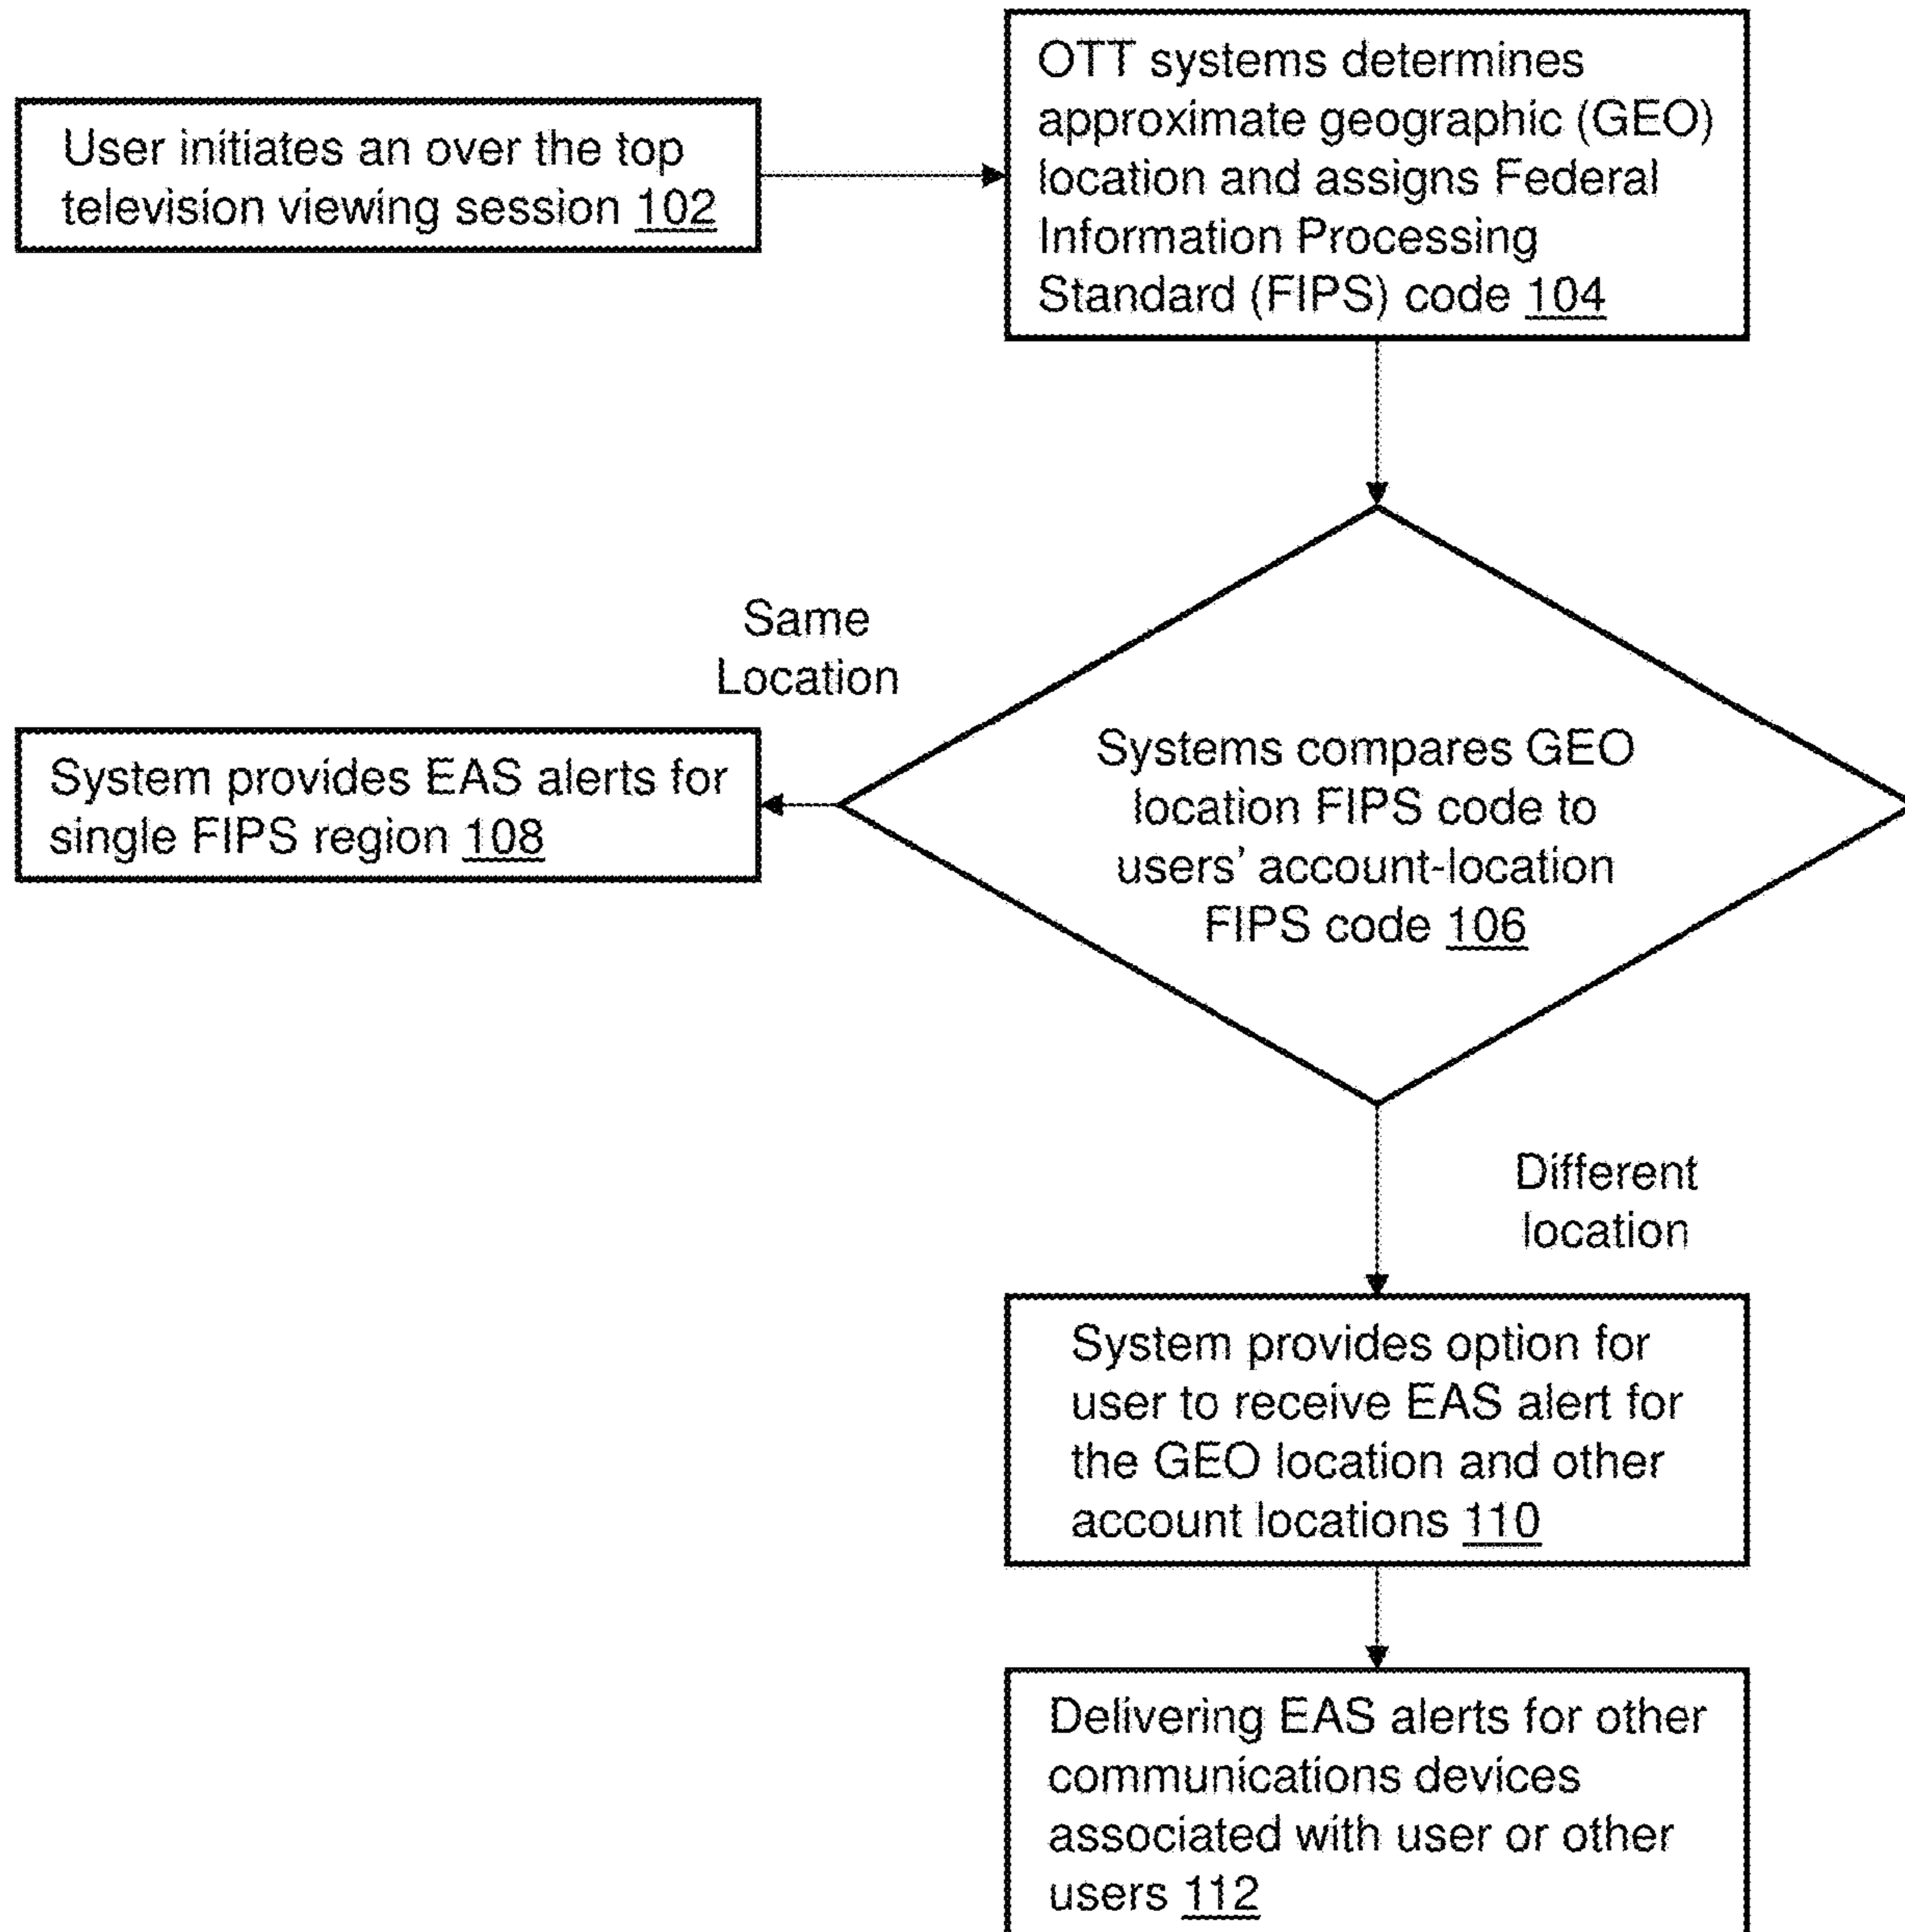 User initiates an over the top
television viewing session 102
OTT systems determines
approximate geographic (GEO)
location and assigns Federal
Information Processing
Standard (FIPS) code 104
Same
Location
Systems compares GEO
location FIPS code to
users' account-location
FIPS code 106
System provides EAS alerts for
single FIPS region 108
Different
location
System provides option for
user to receive EAS alert for
the GEO location and other
account locations 110
Delivering EAS alerts for other
communications devices
associated with user or other
users 112